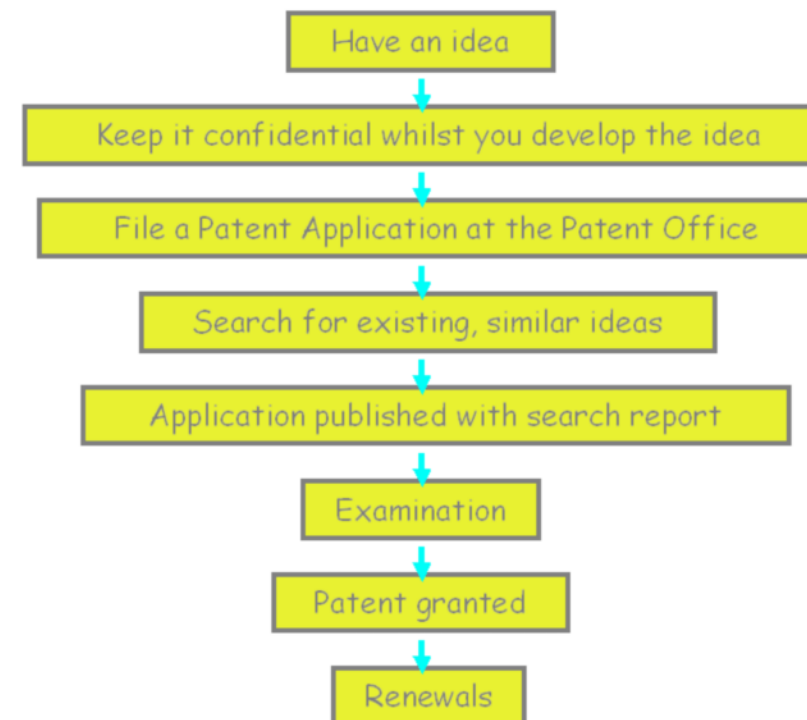 Have an idea
Keep it confidential whilst you develop the idea
File a Patent Application at the Patent Office
Search for existing, similar ideas
Application published with search report
Examination
Patent granted
Renewals